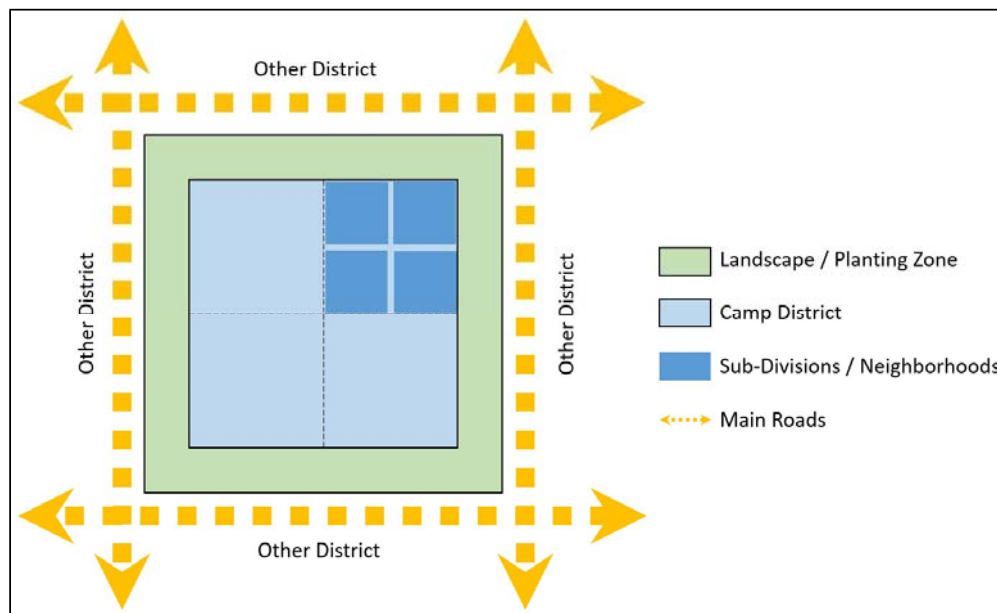 Other District
Other District
Other District
Landscape / Planting Zone
Camp District
Sub-Divisions / Neighborhoods
Main Roads
Other District